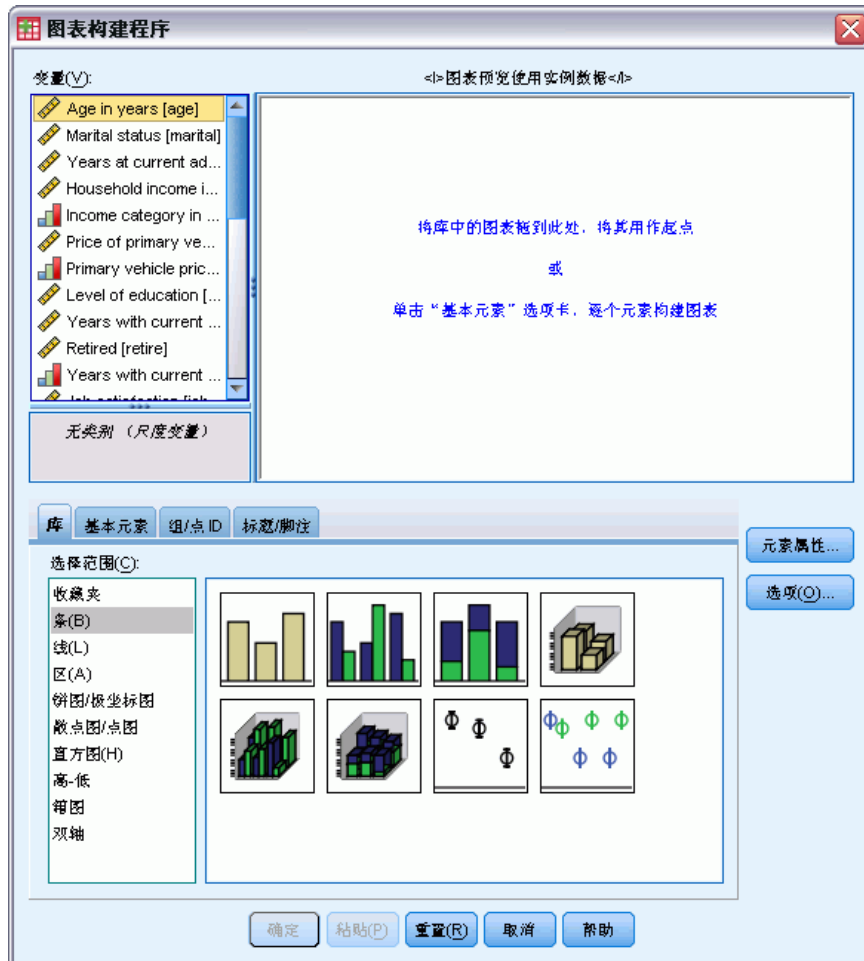 图表构建程序
变量(V):
<I>图表预览使用实例数据</I>
Age in years [age]
Marital status [marital]
Years at current ad...
Household income i...
Income category in ...
Price of primary ve...
Primary vehicle pric...
Level of education [...
Years with current ...
Retired [retire]
Years with current ...
无类别（尺度变量）
将库中的图表拖到此处，将其用作起点
或
单击“基本元素”选项卡，逐个元素构建图表
库
基本元素
组/点 ID
标题/脚注
选择范围(C):
收藏夹
条(B)
线(L)
区(A)
饼图/极坐标图
散点图/点图
直方图(H)
高-低
箱图
双轴
元素属性...
选项(O)...
确定
粘贴(P)
重置(R)
取消
帮助